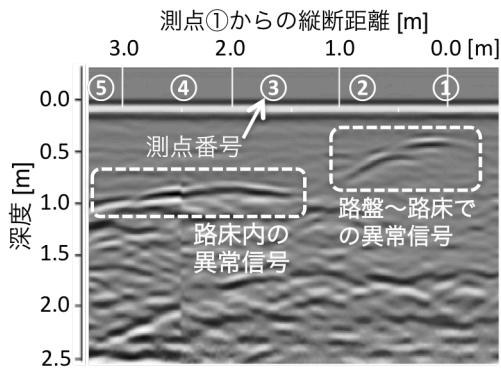 測点①からの縦断距離 [m]
3.0 2.0 1.0 0.0 [m]
⑤ ④ ③ ② ①
0.0
測点番号
0.5
1.0
路床内の
異常信号
路盤～路床で
の異常信号
1.5
2.0
2.5
深度 [m]